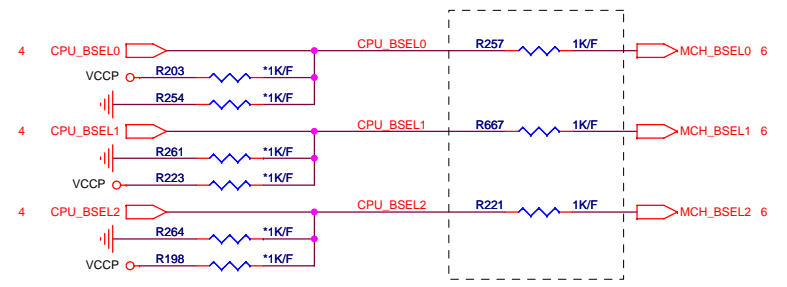 4 CPU_BSEL0 CPU_BSEL0 R257 1K/F MCH_BSEL0 6
VCCP R203 *1K/F
R254 *1K/F
4 CPU_BSEL1 CPU_BSEL1 R667 1K/F MCH_BSEL1 6
R261 *1K/F
VCCP R223 *1K/F
4 CPU_BSEL2 CPU_BSEL2 R221 1K/F MCH_BSEL2 6
R264 *1K/F
VCCP R198 *1K/F